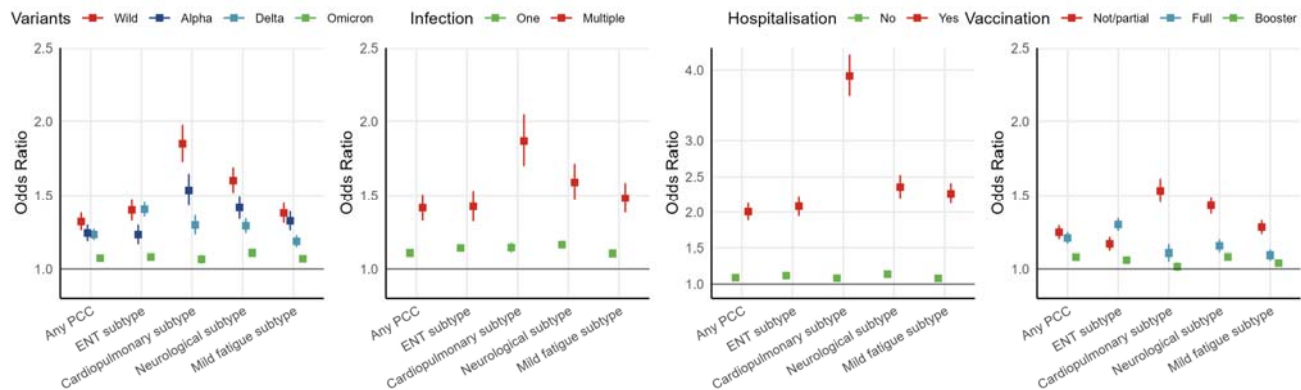 Variants Wild Alpha Delta Omicron
Infection One Multiple
Hospitalisation No Yes
Vaccination Not/partial Full Booster
Odds Ratio
2.5
2.0
1.5
1.0
Any PCC
ENT subtype
Cardiopulmonary subtype
Neurological subtype
Mild fatigue subtype
Odds Ratio
2.5
2.0
1.5
1.0
Any PCC
ENT subtype
Cardiopulmonary subtype
Neurological subtype
Mild fatigue subtype
Odds Ratio
4.0
3.0
2.5
2.0
1.5
1.0
Any PCC
ENT subtype
Cardiopulmonary subtype
Neurological subtype
Mild fatigue subtype
Odds Ratio
2.5
2.0
1.5
1.0
Any PCC
ENT subtype
Cardiopulmonary subtype
Neurological subtype
Mild fatigue subtype